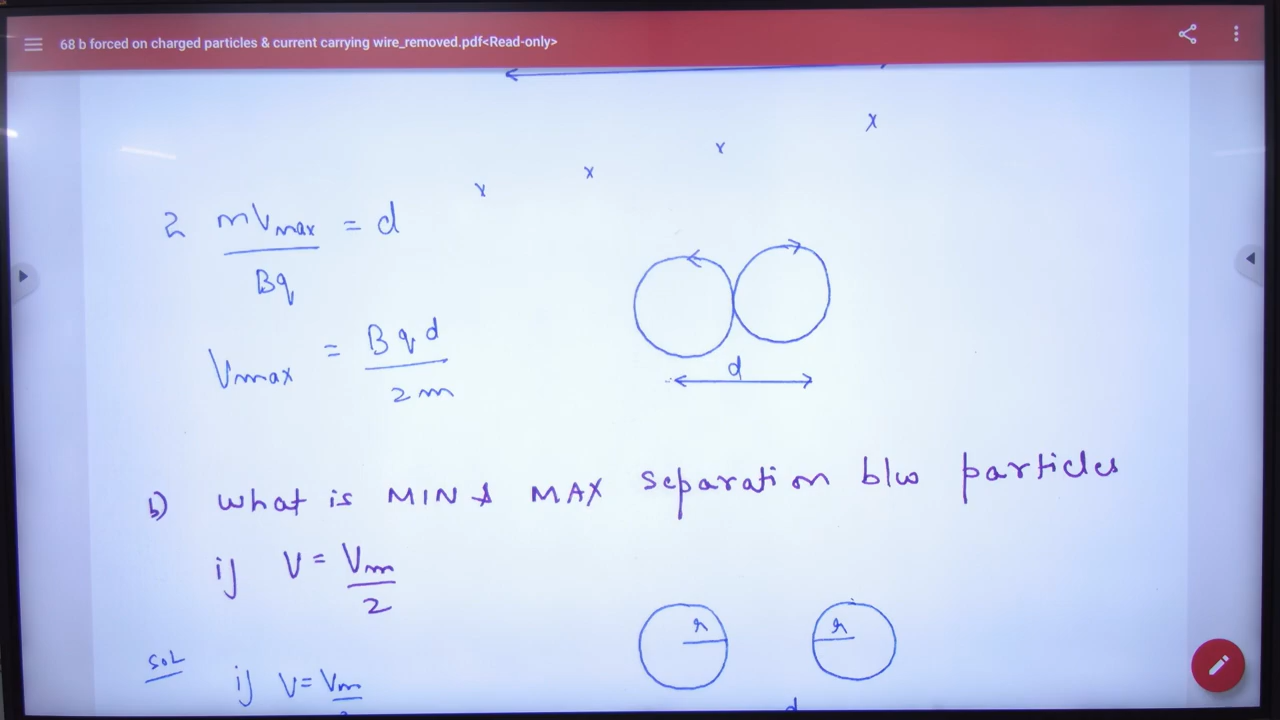 68 b forced on charged particles & current carrying wire_removed.pdf<Read-only>
x
x
x
x
2 mVmax/Bq = d
Vmax = Bqd/2m
d
b) What is MIN & MAX separation b/w particles
if V = Vm/2
r r
SOL if V = Vm/2
d